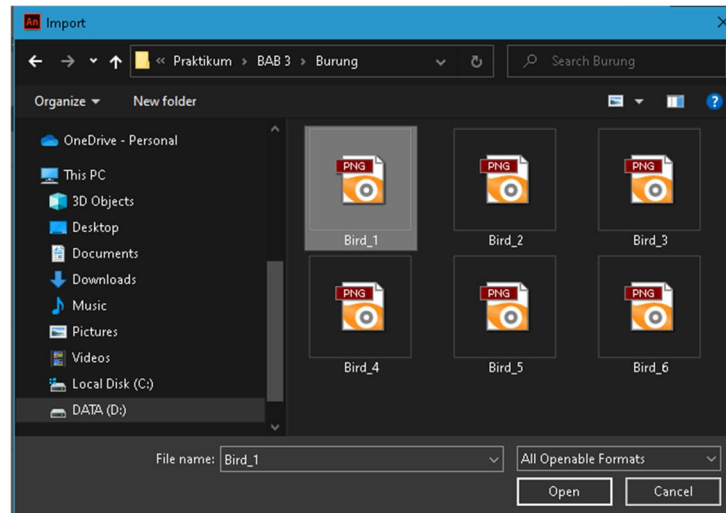 An Import
« Praktikum > BAB 3 > Burung
Search Burung
Organize
New folder
?
OneDrive - Personal
This PC
3D Objects
Desktop
Documents
Downloads
Music
Pictures
Videos
Local Disk (C:)
DATA (D:)
PNG
Bird_1
PNG
Bird_2
PNG
Bird_3
PNG
Bird_4
PNG
Bird_5
PNG
Bird_6
File name: Bird_1
All Openable Formats
Open
Cancel